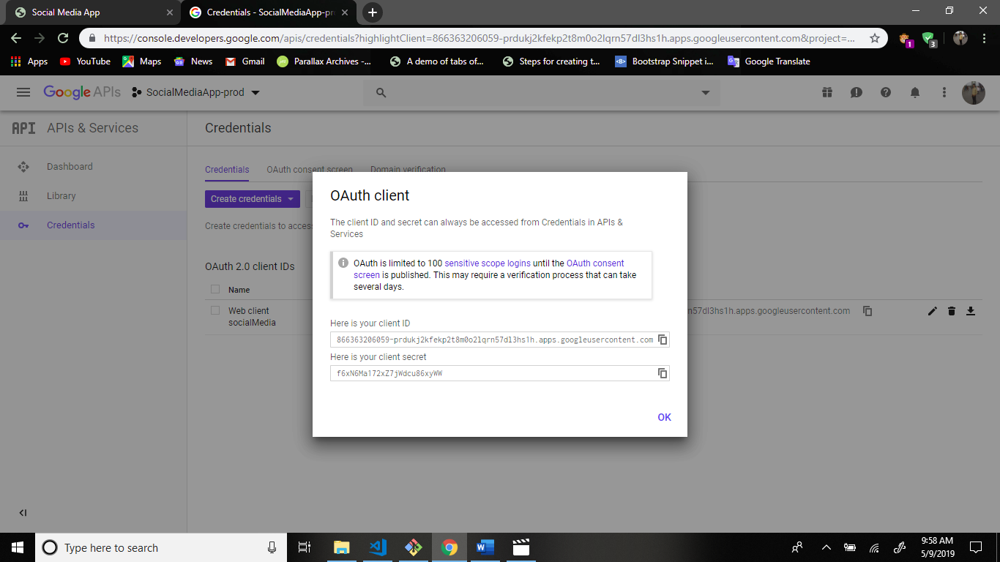 Social Media App
Credentials - SocialMediaApp-pr
https://console.developers.google.com/apis/credentials?highlightClient=866363206059-prdukj2kfekp2t8m0o2lqrn57dl3hs1h.apps.googleusercontent.com&project=...
1
3
Apps YouTube Maps News Gmail Parallax Archives -... A demo of tabs of... Steps for creating t... Bootstrap Snippet i... Google Translate
Google APIs SocialMediaApp-prod
API APIs & Services Credentials
Dashboard
Library
Credentials
Credentials OAuth consent screen Domain verification
Create credentials
Create credentials to access
OAuth 2.0 client IDs
Name
Web client
socialMedia
n57dl3hs1h.apps.googleusercontent.com
OAuth client
The client ID and secret can always be accessed from Credentials in APIs &
Services
OAuth is limited to 100 sensitive scope logins until the OAuth consent
screen is published. This may require a verification process that can take
several days.
Here is your client ID
866363206059-prdukj2kfekp2t8m0o2lqrn57dl3hs1h.apps.googleusercontent.com
Here is your client secret
f6xN6Ma172xZ7jWdcu86xyWW
OK
Type here to search
9:58 AM
5/9/2019